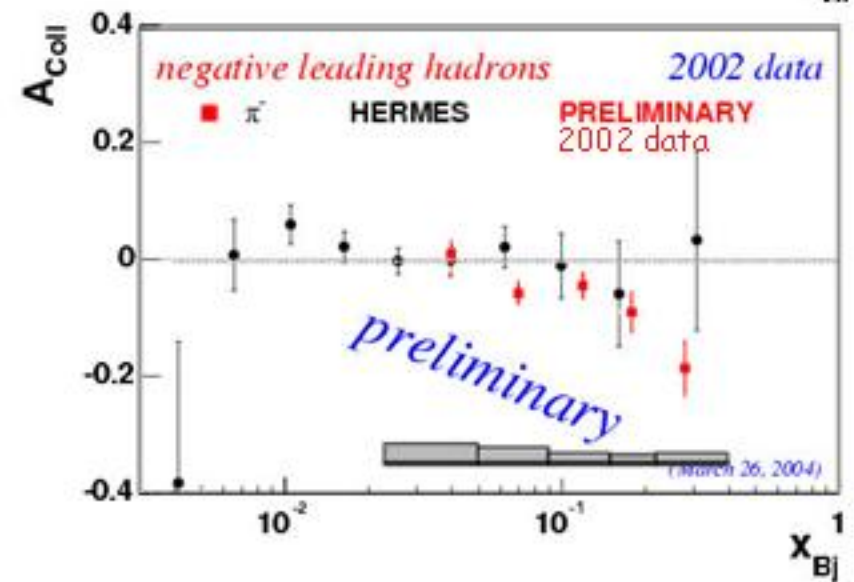 0.4
A_Coll
negative leading hadrons 2002 data
π⁻ HERMES PRELIMINARY
2002 data
0.2
0
-0.2
preliminary
(March 26, 2004)
-0.4
10⁻² 10⁻¹ 1
x_Bj